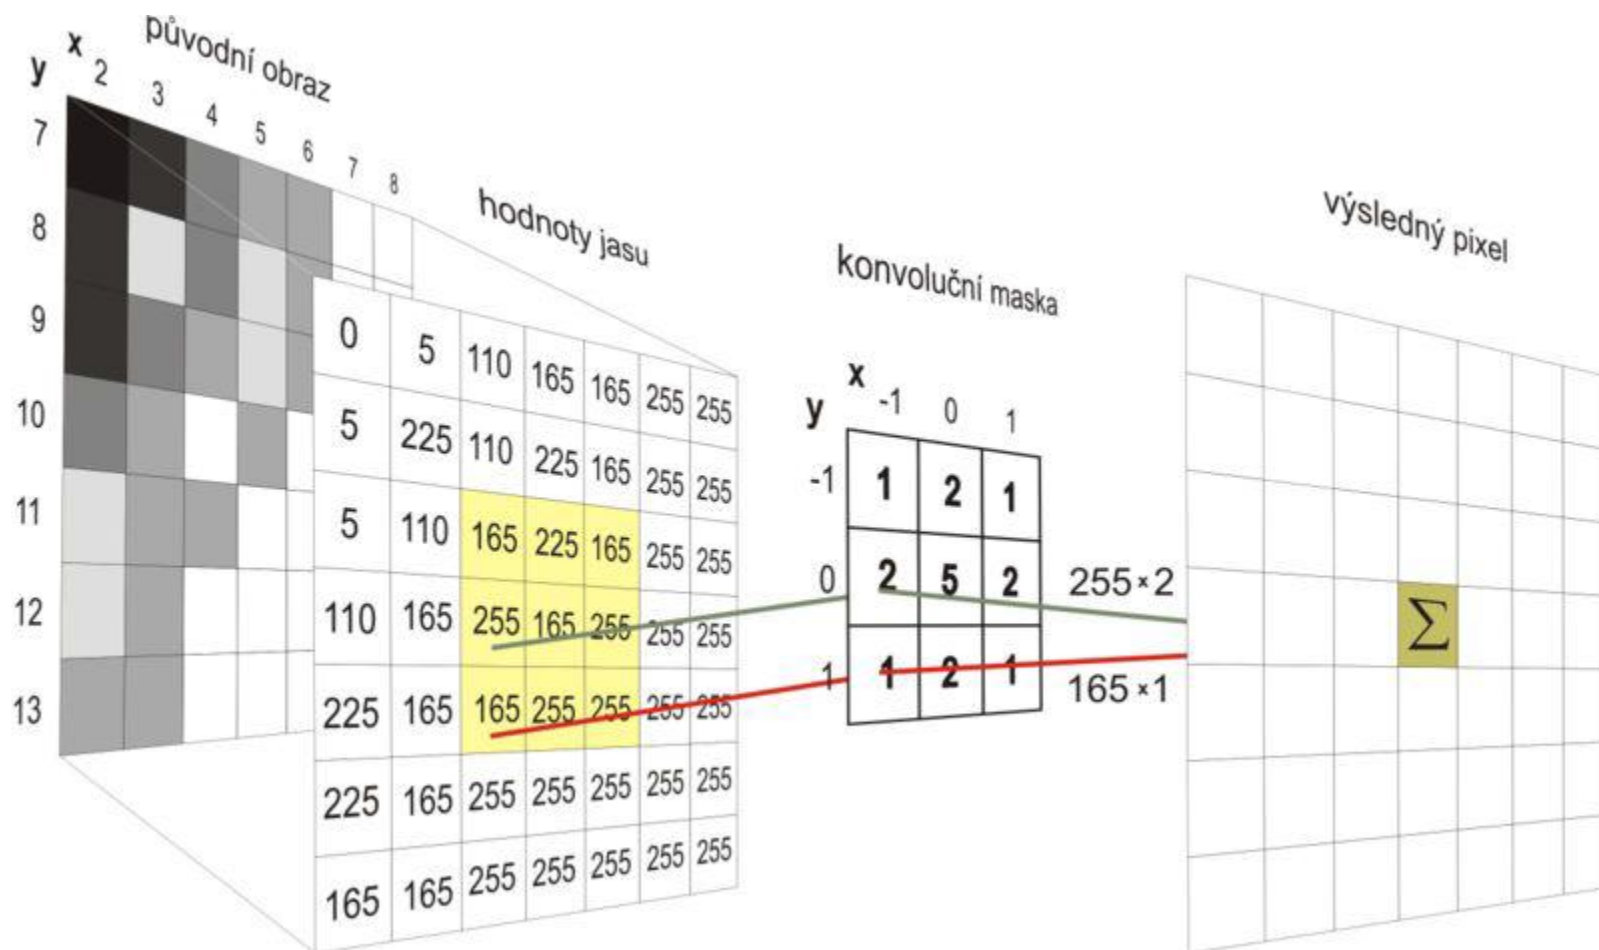 původní obraz
x
y
2 3 4 5 6 7 8
7
8
9
10
11
12
13
hodnoty jasu
0 5 110 165 165 255 255
5 225 110 225 165 255 255
5 110 165 225 165 255 255
110 165 255 165 255 255 255
225 165 165 255 255 255 255
225 165 255 255 255 255 255
165 165 255 255 255 255 255
konvoluční maska
x
y
-1 0 1
-1 1 2 1
0 2 5 2
1 1 2 1
255×2
165×1
výsledný pixel
∑